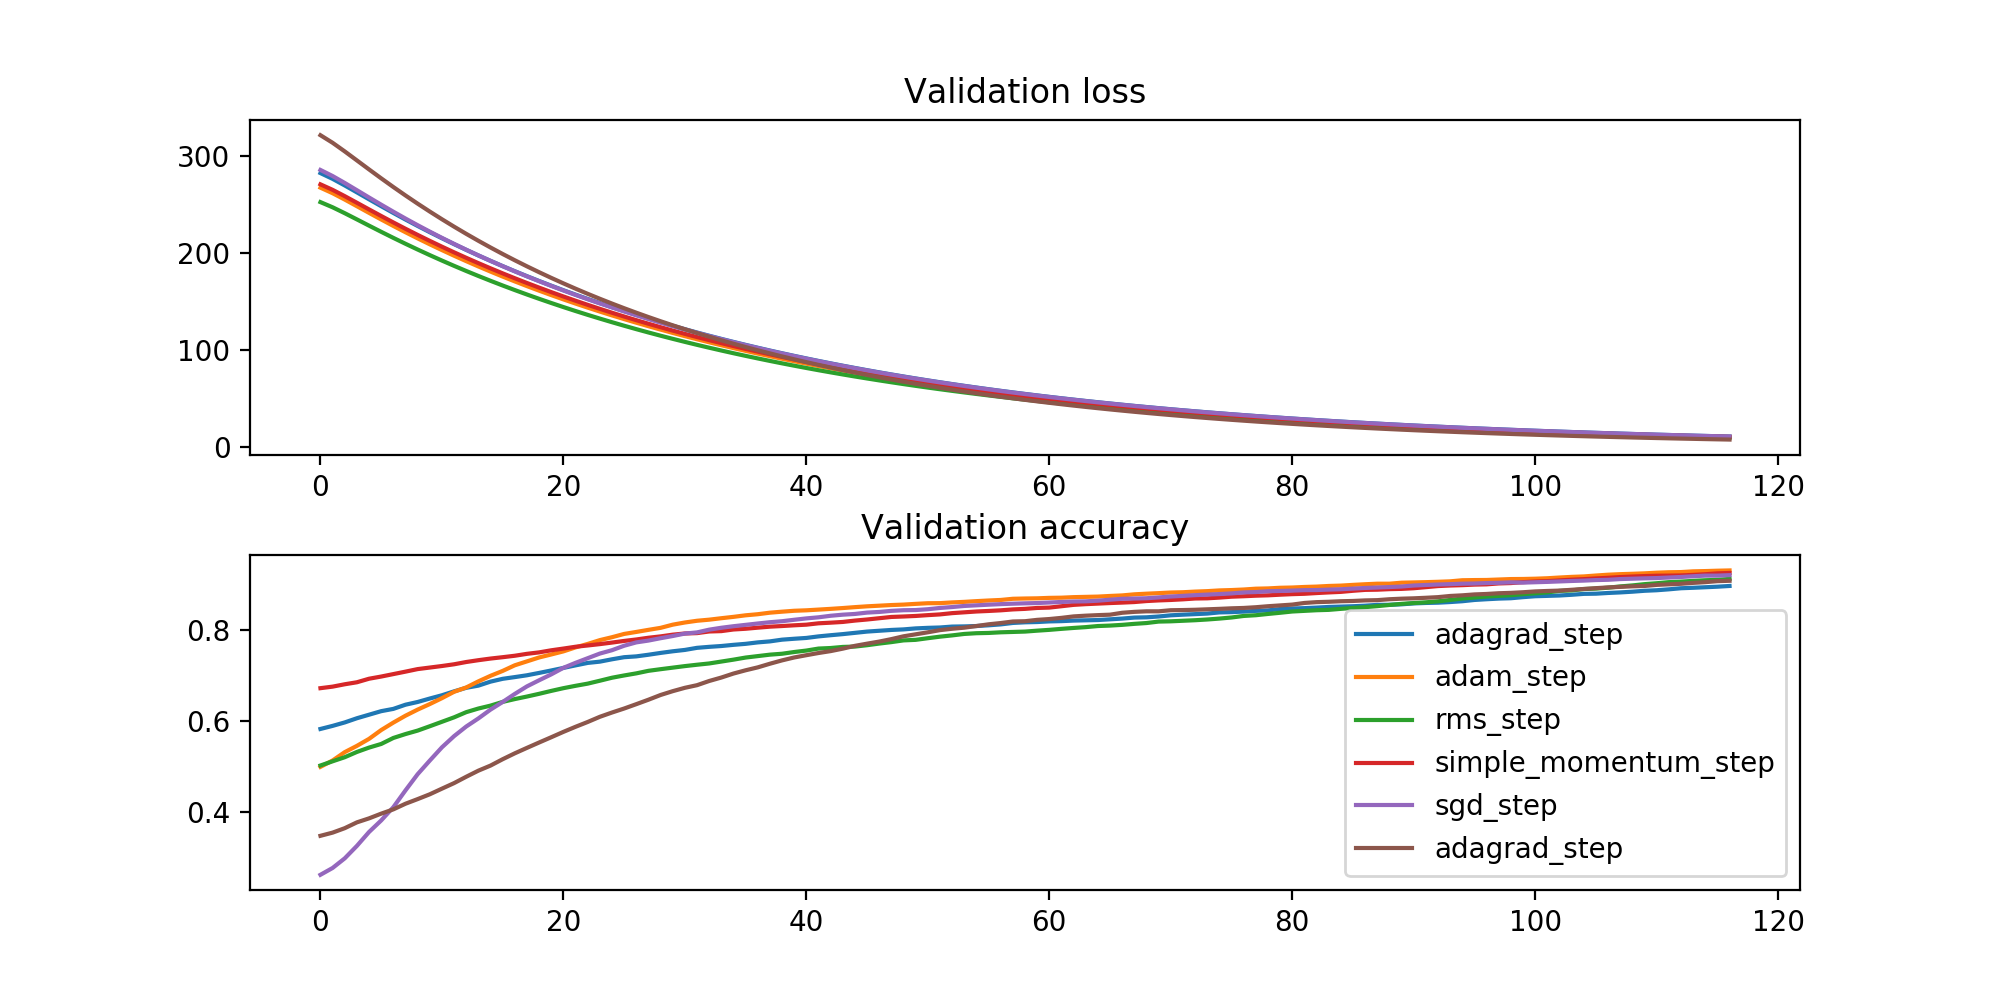 Validation loss
300
200
100
0
0 20 40 60 80 100 120
Validation accuracy
0.8
0.6
0.4
adagrad_step
adam_step
rms_step
simple_momentum_step
sgd_step
adagrad_step
0 20 40 60 80 100 120